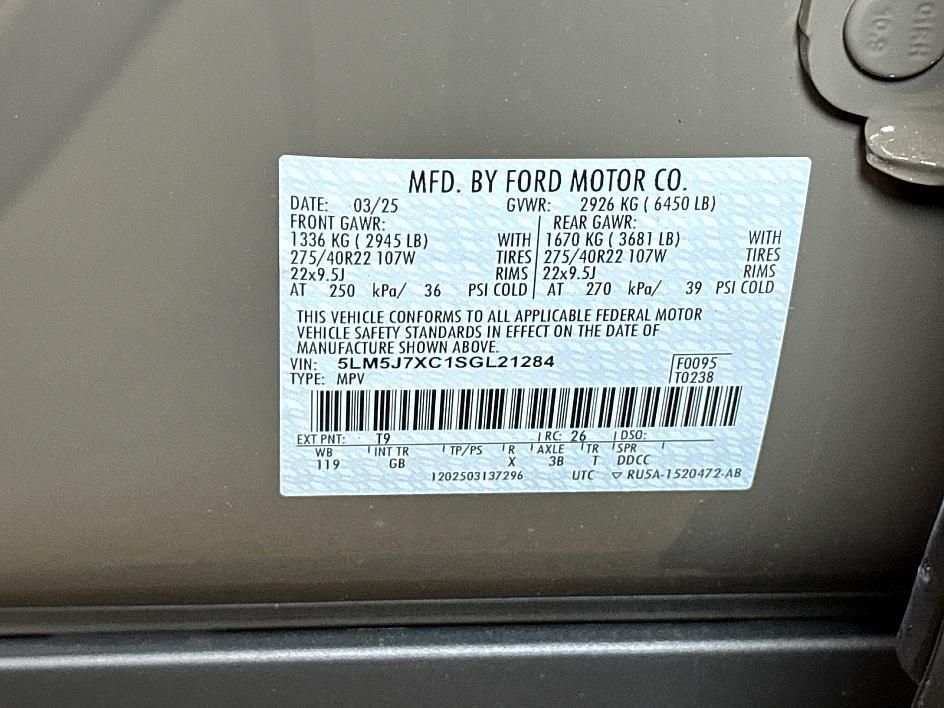 MFD. BY FORD MOTOR CO.
DATE: 03/25 GVWR: 2926 KG ( 6450 LB)
FRONT GAWR: REAR GAWR:
1336 KG ( 2945 LB) WITH 1670 KG ( 3681 LB) WITH
275/40R22 107W TIRES 275/40R22 107W TIRES
22x9.5J RIMS 22x9.5J RIMS
AT 250 kPa/ 36 PSI COLD AT 270 kPa/ 39 PSI COLD
THIS VEHICLE CONFORMS TO ALL APPLICABLE FEDERAL MOTOR
VEHICLE SAFETY STANDARDS IN EFFECT ON THE DATE OF
MANUFACTURE SHOWN ABOVE.
VIN: 5LM5J7XC1SGL21284 F0095
TYPE: MPV T0238
EXT PNT: T9 RC: 26 DSO:
WB INT TR TP/PS R AXLE TR SPR
119 GB X 3B T DDCC
1202503137296 UTC ▽ RU5A-1520472-AB
10.9